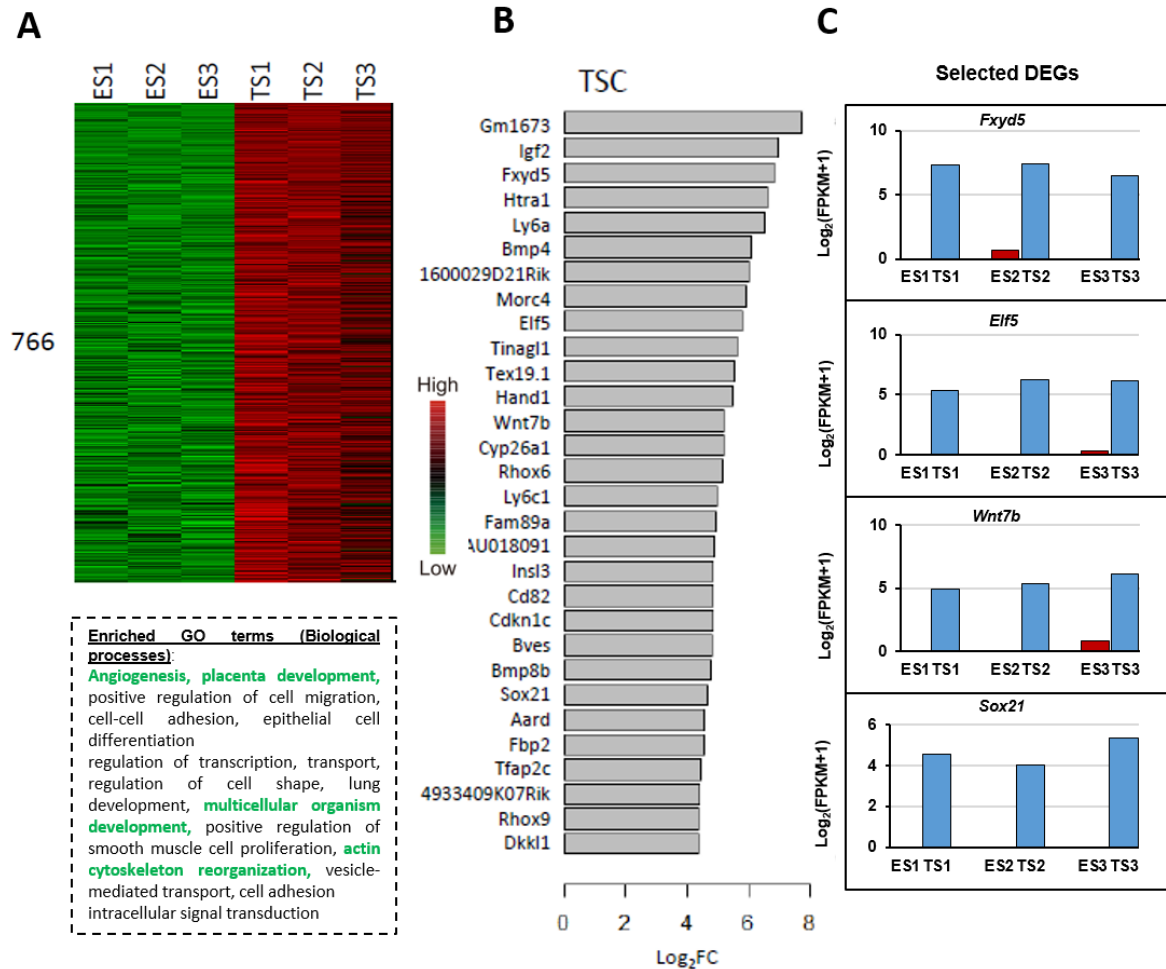 A
ES1 ES2 ES3 TS1 TS2 TS3
766
High
Low
Enriched GO terms (Biological
processes):
Angiogenesis, placenta development,
positive regulation of cell migration,
cell-cell adhesion, epithelial cell
differentiation
regulation of transcription, transport,
regulation of cell shape, lung
development, multicellular organism
development, positive regulation of
smooth muscle cell proliferation, actin
cytoskeleton reorganization, vesicle-
mediated transport, cell adhesion
intracellular signal transduction
B
TSC
Gm1673
Igf2
Fxyd5
Htra1
Ly6a
Bmp4
1600029D21Rik
Morc4
Elf5
Tinagl1
Tex19.1
Hand1
Wnt7b
Cyp26a1
Rhox6
Ly6c1
Fam89a
AU018091
Insl3
Cd82
Cdkn1c
Bves
Bmp8b
Sox21
Aard
Fbp2
Tfap2c
4933409K07Rik
Rhox9
Dkkl1
0 2 4 6 8
Log2FC
C
Selected DEGs
Fxyd5
Log2(FPKM+1)
10
5
0
ES1 TS1 ES2 TS2 ES3 TS3
Elf5
Log2(FPKM+1)
10
5
0
ES1 TS1 ES2 TS2 ES3 TS3
Wnt7b
Log2(FPKM+1)
10
5
0
ES1 TS1 ES2 TS2 ES3 TS3
Sox21
Log2(FPKM+1)
6
4
2
0
ES1 TS1 ES2 TS2 ES3 TS3